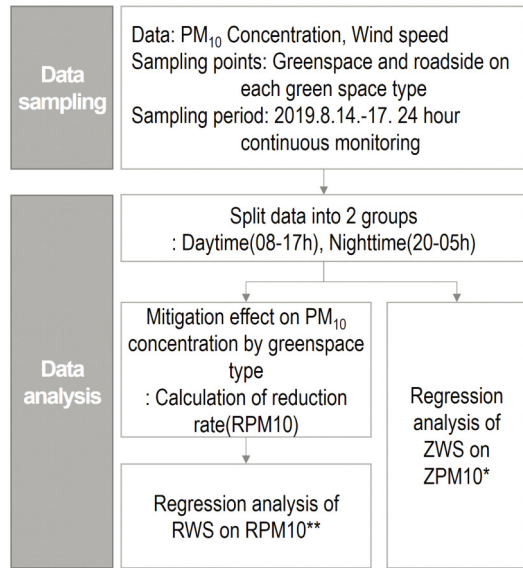 Data
sampling
Data: PM₁₀ Concentration, Wind speed
Sampling points: Greenspace and roadside on
each green space type
Sampling period: 2019.8.14.-17. 24 hour
continuous monitoring
Data
analysis
Split data into 2 groups
: Daytime(08-17h), Nighttime(20-05h)
Mitigation effect on PM₁₀
concentration by greenspace
type
: Calculation of reduction
rate(RPM10)
Regression analysis of
RWS on RPM10**
Regression
analysis of
ZWS on
ZPM10*